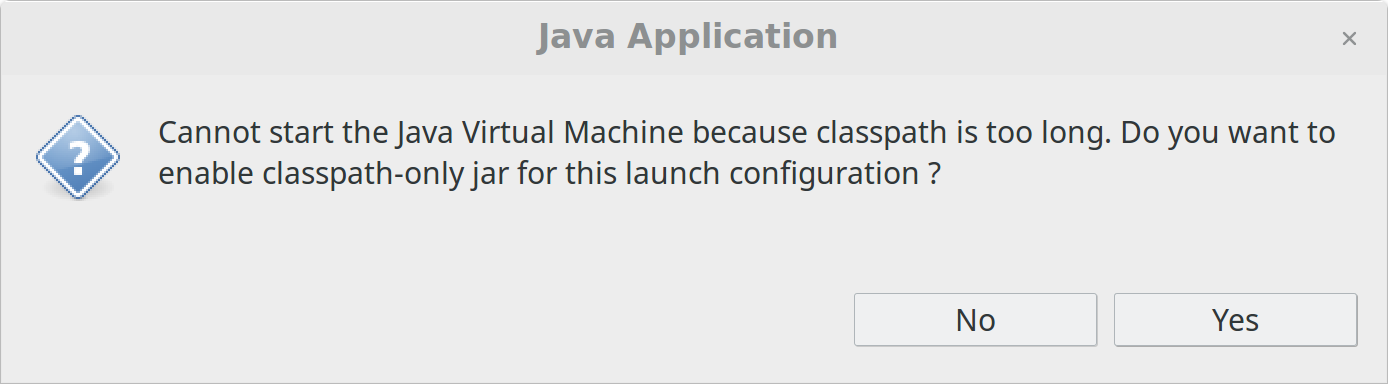 Java Application
Cannot start the Java Virtual Machine because classpath is too long. Do you want to
enable classpath-only jar for this launch configuration ?
No
Yes